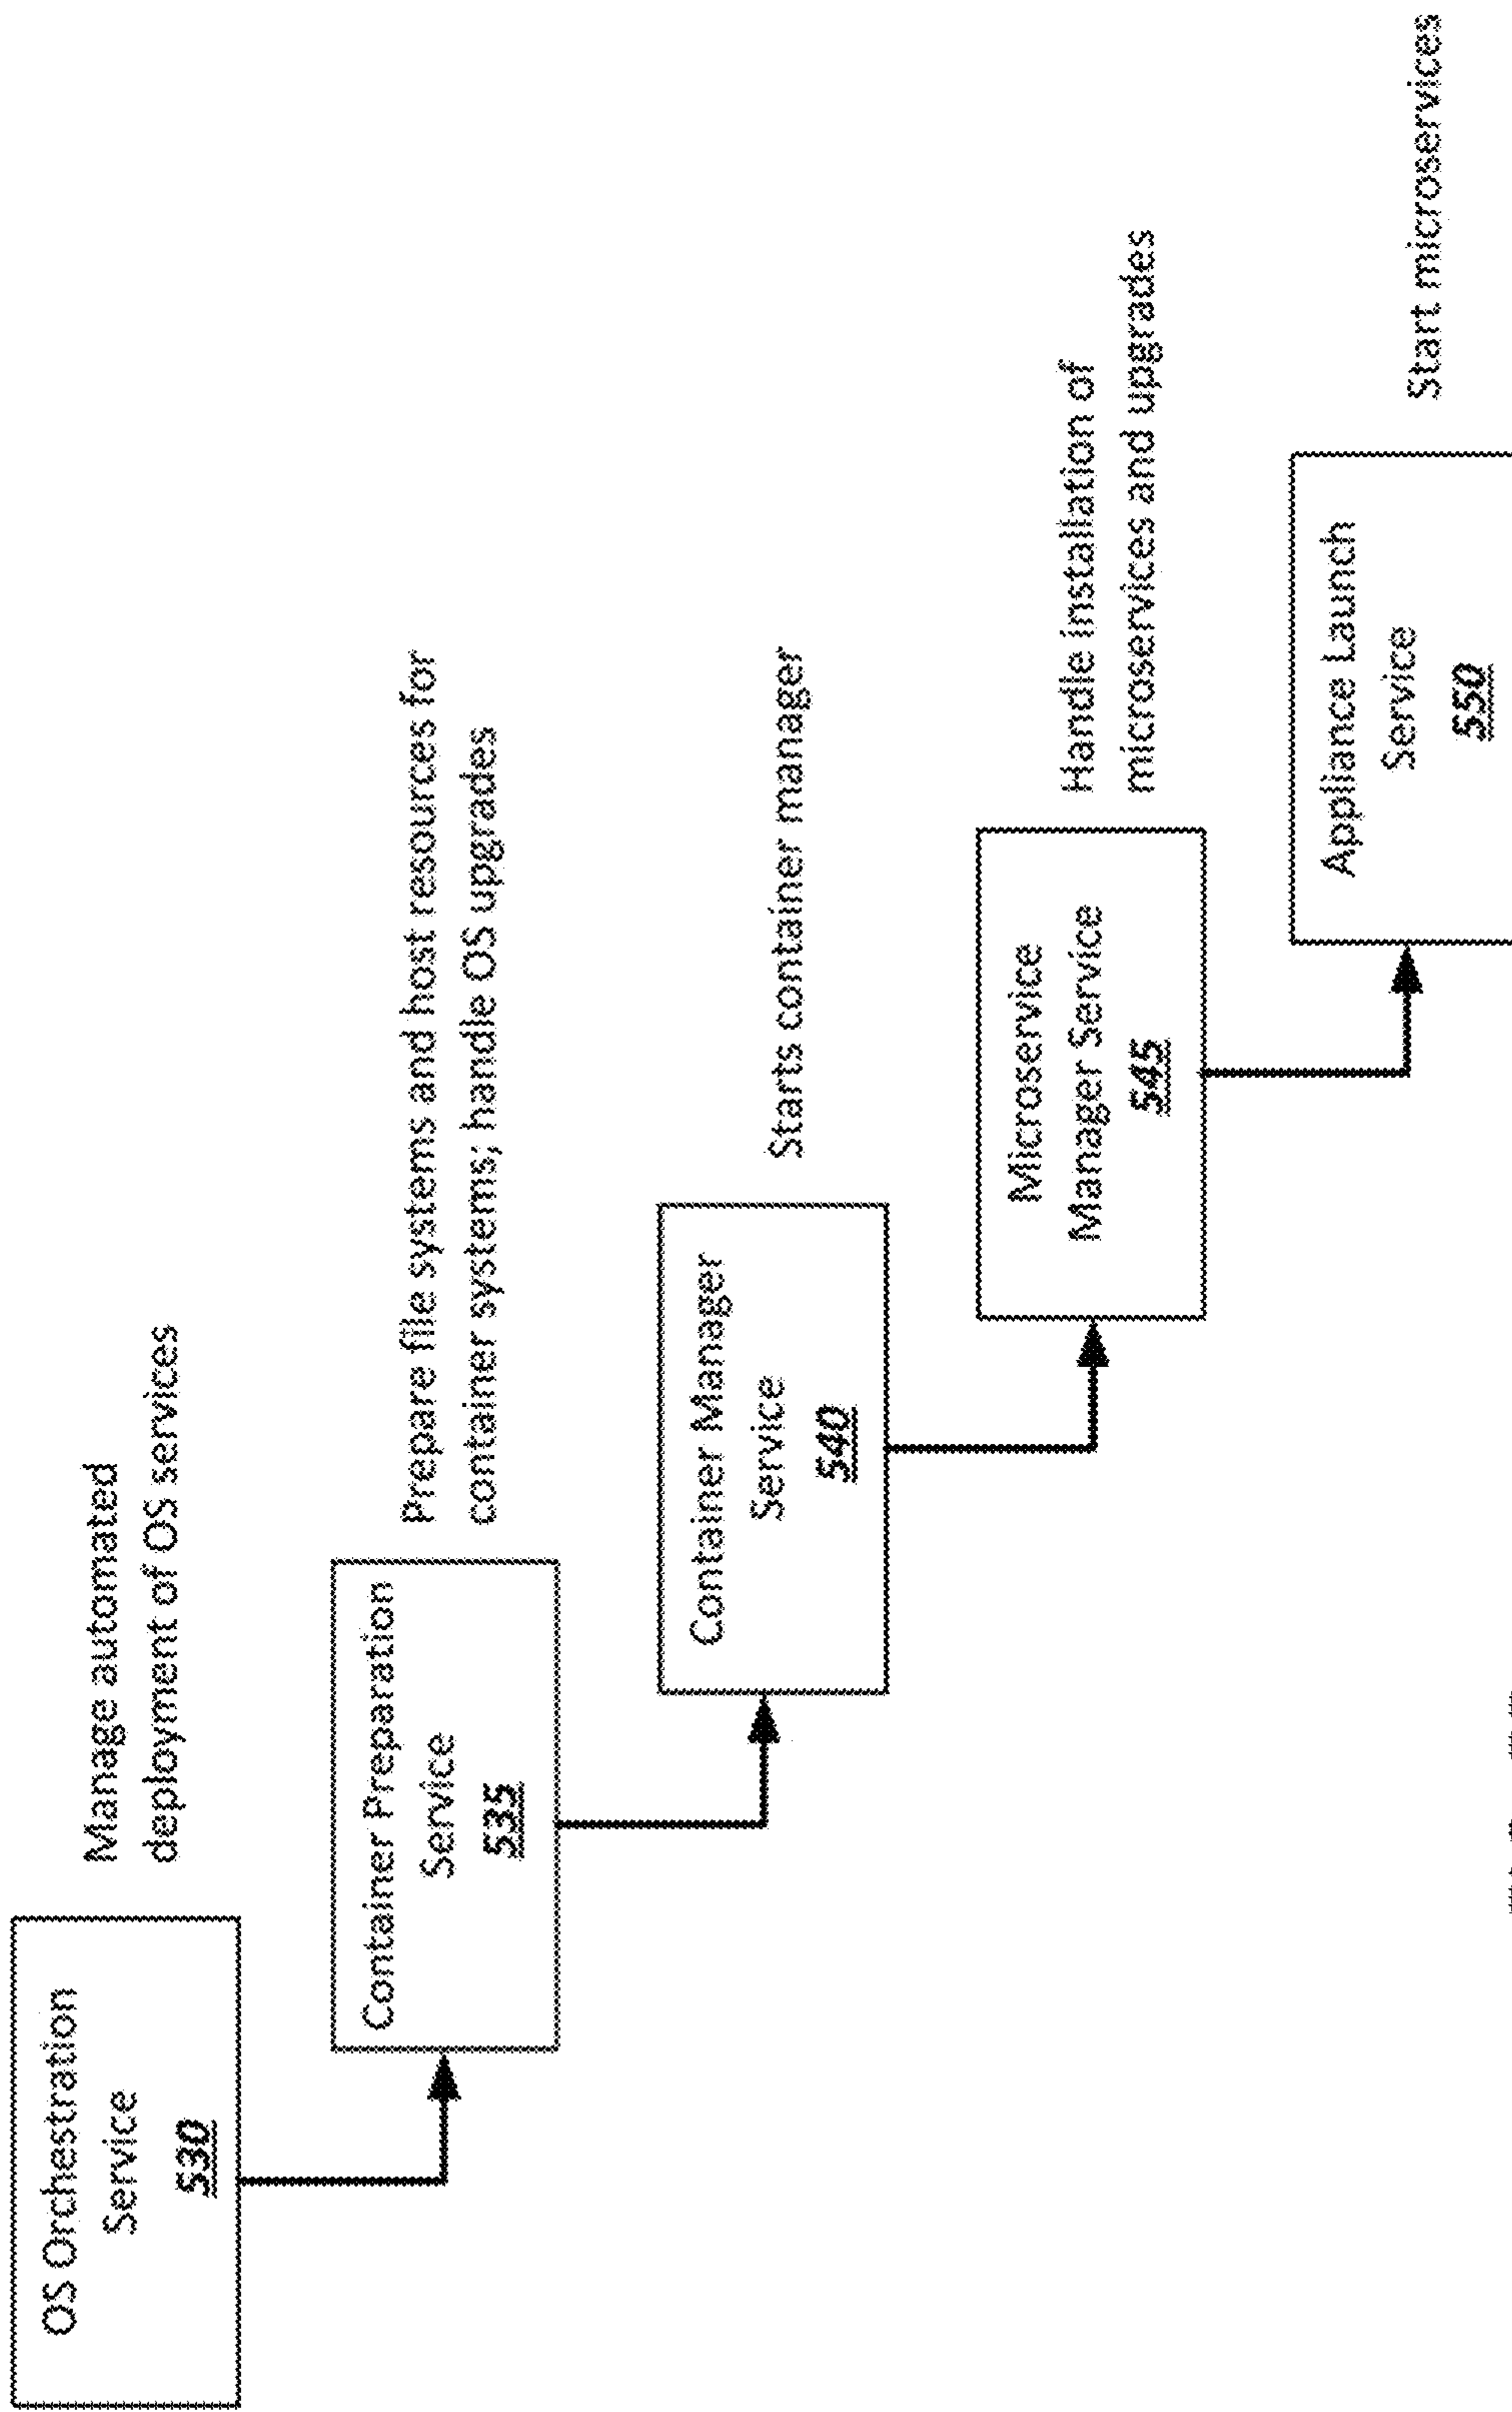 OS Orchestration
Service
530
Manage automated
deployment of OS services
Container Preparation
Service
535
Prepare file systems and host resources for
container systems; handle OS upgrades
Container Manager
Service
540
Starts container manager
Microservice
Manager Service
545
Handle installation of
microservices and upgrades
Appliance Launch
Service
550
Start microservices